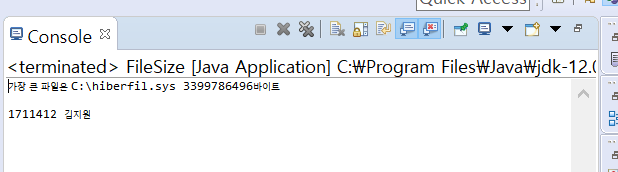 Quick Access
Console
<terminated> FileSize [Java Application] C:₩Program Files₩Java₩jdk-12.0
가장 큰 파일은 C:\hiberfil.sys 3399786496바이트
1711412 김지원